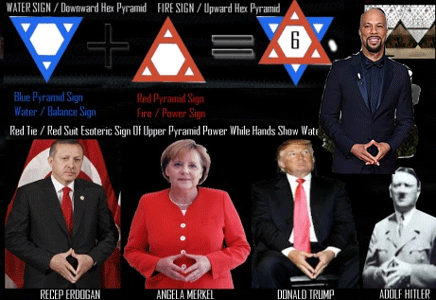 WATER SIGN / Downward Hex Pyramid
FIRE SIGN / Upward Hex Pyramid
6
Blue Pyramid Sign
Water / Balance Sign
Red Pyramid Sign
Fire / Power Sign
Red Tie / Red Suit Esoteric Sign Of Upper Pyramid Power While Hands Show
RECEP ERDOGAN
ANGELA MERKEL
DONALD TRUMP
ADOLF HITLER